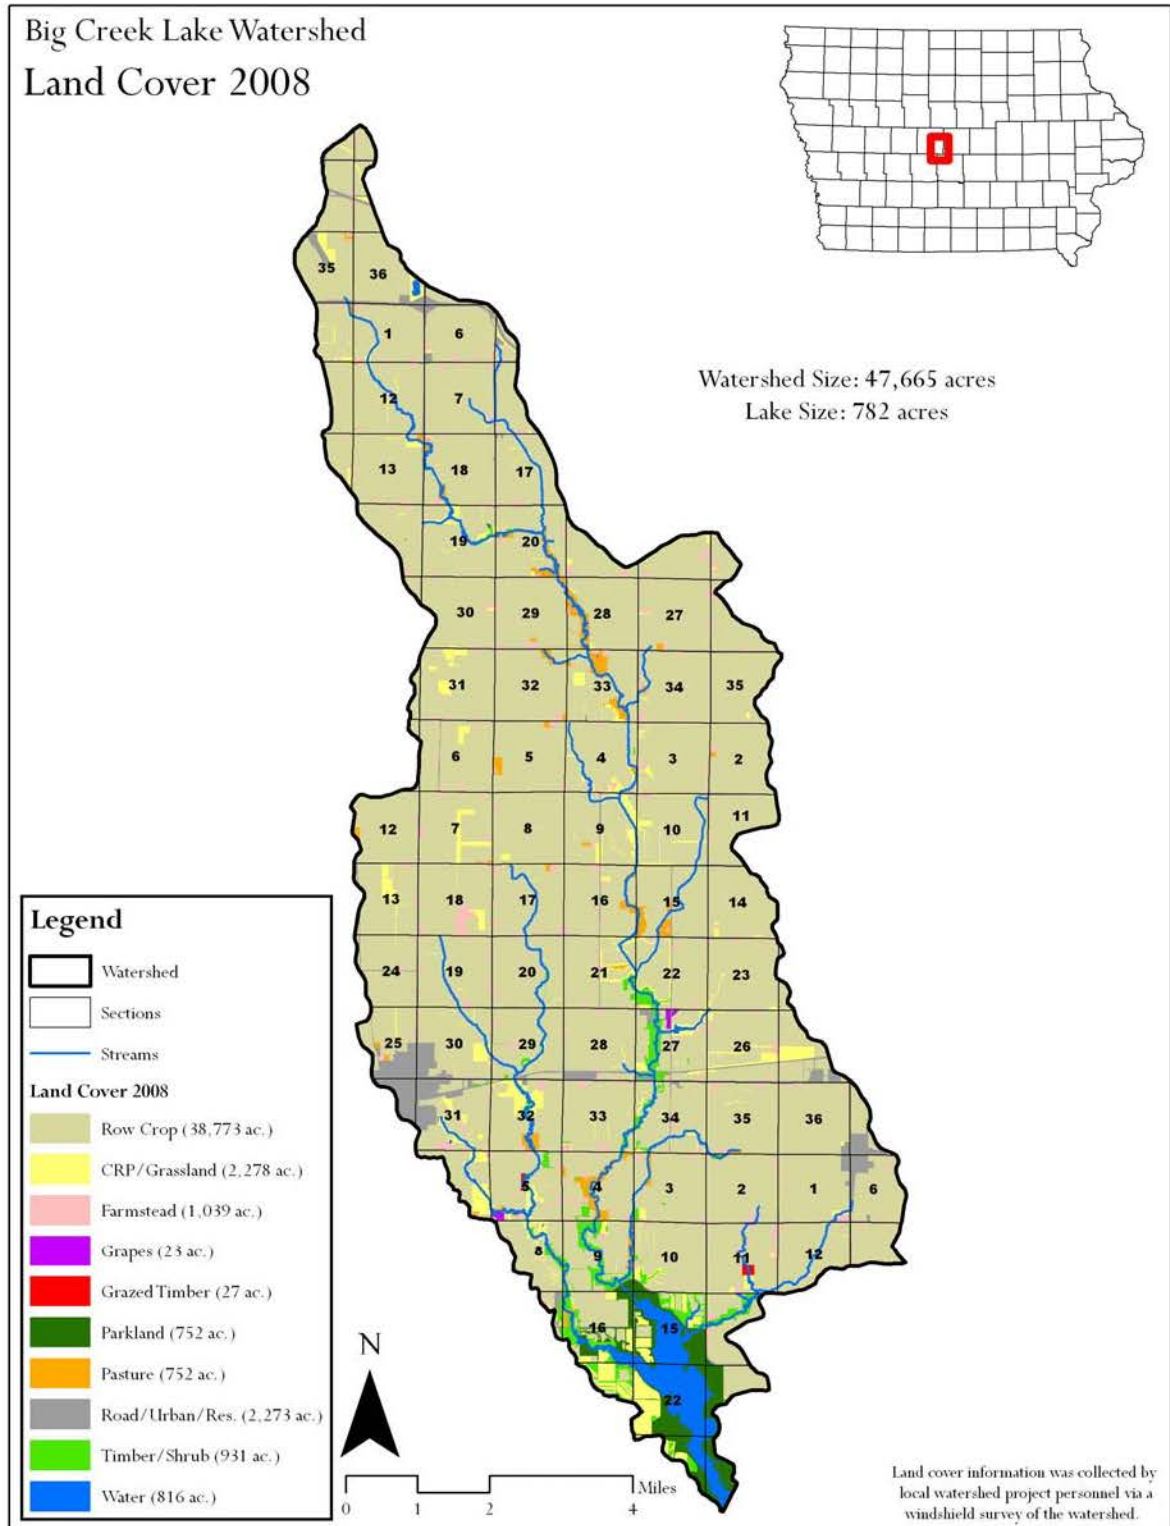 Big Creek Lake Watershed
Land Cover 2008
35
36
1
6
Watershed Size: 47,665 acres
Lake Size: 782 acres
12
7
13
18
17
19
20
30
29
28
27
31
32
33
34
35
6
5
4
3
2
12
7
8
9
10
11
13
18
17
16
15
14
24
19
20
21
22
23
25
30
29
28
27
26
31
32
33
34
35
36
5
4
3
2
1
6
8
9
10
11
12
16
15
22
Legend
Watershed
Sections
Streams
Land Cover 2008
Row Crop (38,773 ac.)
CRP/Grassland (2,278 ac.)
Farmstead (1,039 ac.)
Grapes (23 ac.)
Grazed Timber (27 ac.)
Parkland (752 ac.)
Pasture (752 ac.)
Road/Urban/Res. (2,273 ac.)
Timber/Shrub (931 ac.)
Water (816 ac.)
N
Miles
0 1 2 4
Land cover information was collected by
local watershed project personnel via a
windshield survey of the watershed.